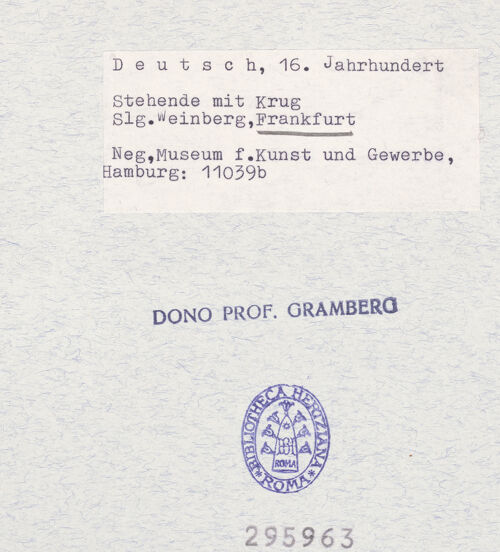 D e u t s c h, 16. Jahrhundert
Stehende mit Krug
Slg.Weinberg,Frankfurt
Neg,Museum f.Kunst und Gewerbe,
Hamburg: 11039b
DONO PROF. GRAMBERG
*BIBLIOTHECA HERTZIANA*
ROMA
ROMA
295963